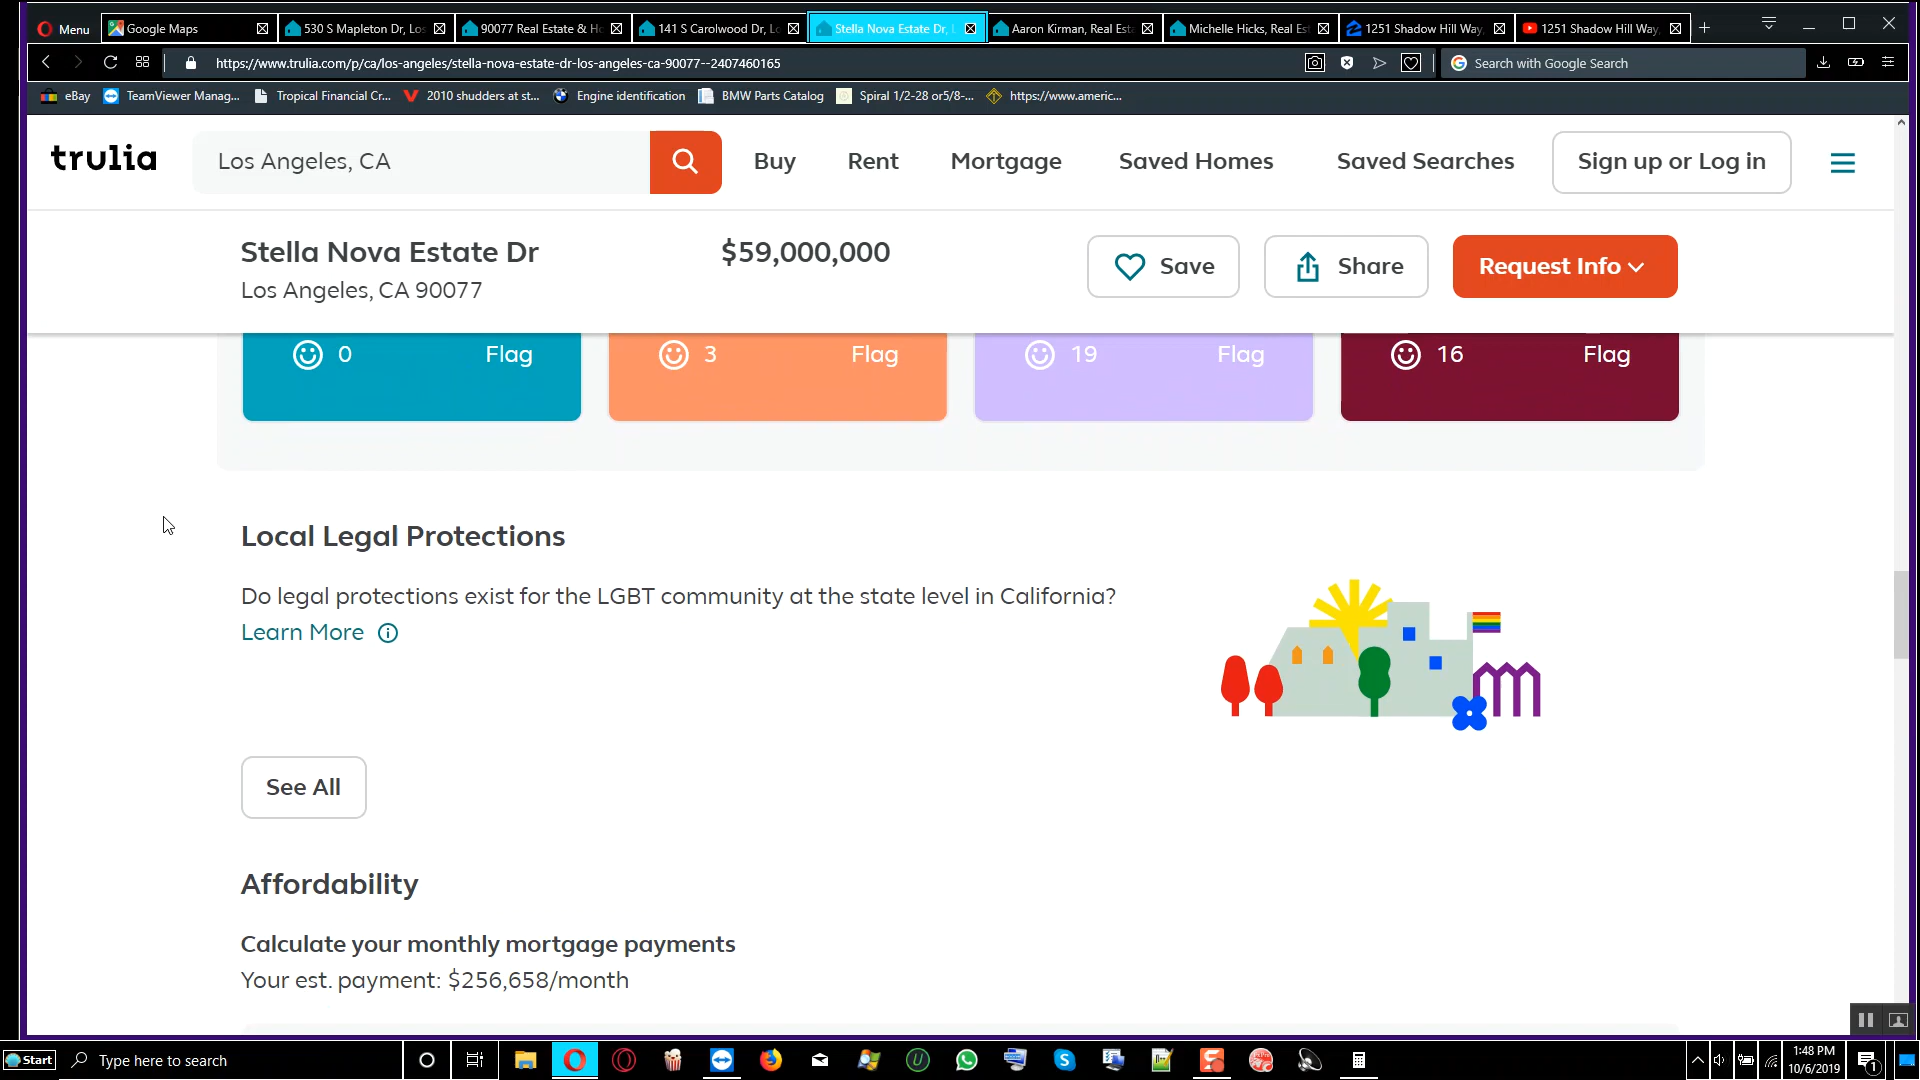 Menu
Google Maps
530 S Mapleton Dr, Los
90077 Real Estate & Ho
141 S Carolwood Dr, Lo
Stella Nova Estate Dr, L
Aaron Kirman, Real Esta
Michelle Hicks, Real Est
1251 Shadow Hill Way,
1251 Shadow Hill Way,
https://www.trulia.com/p/ca/los-angeles/stella-nova-estate-dr-los-angeles-ca-90077--2407460165
Search with Google Search
eBay
TeamViewer Manag...
Tropical Financial Cr...
2010 shudders at st...
Engine identification
BMW Parts Catalog
Spiral 1/2-28 or5/8-...
https://www.americ...
trulia
Los Angeles, CA
Buy
Rent
Mortgage
Saved Homes
Saved Searches
Sign up or Log in
Stella Nova Estate Dr
$59,000,000
Los Angeles, CA 90077
Save
Share
Request Info
0 Flag
3 Flag
19 Flag
16 Flag
Local Legal Protections
Do legal protections exist for the LGBT community at the state level in California?
Learn More
See All
Affordability
Calculate your monthly mortgage payments
Your est. payment: $256,658/month
Start
Type here to search
1:48 PM
10/6/2019
1